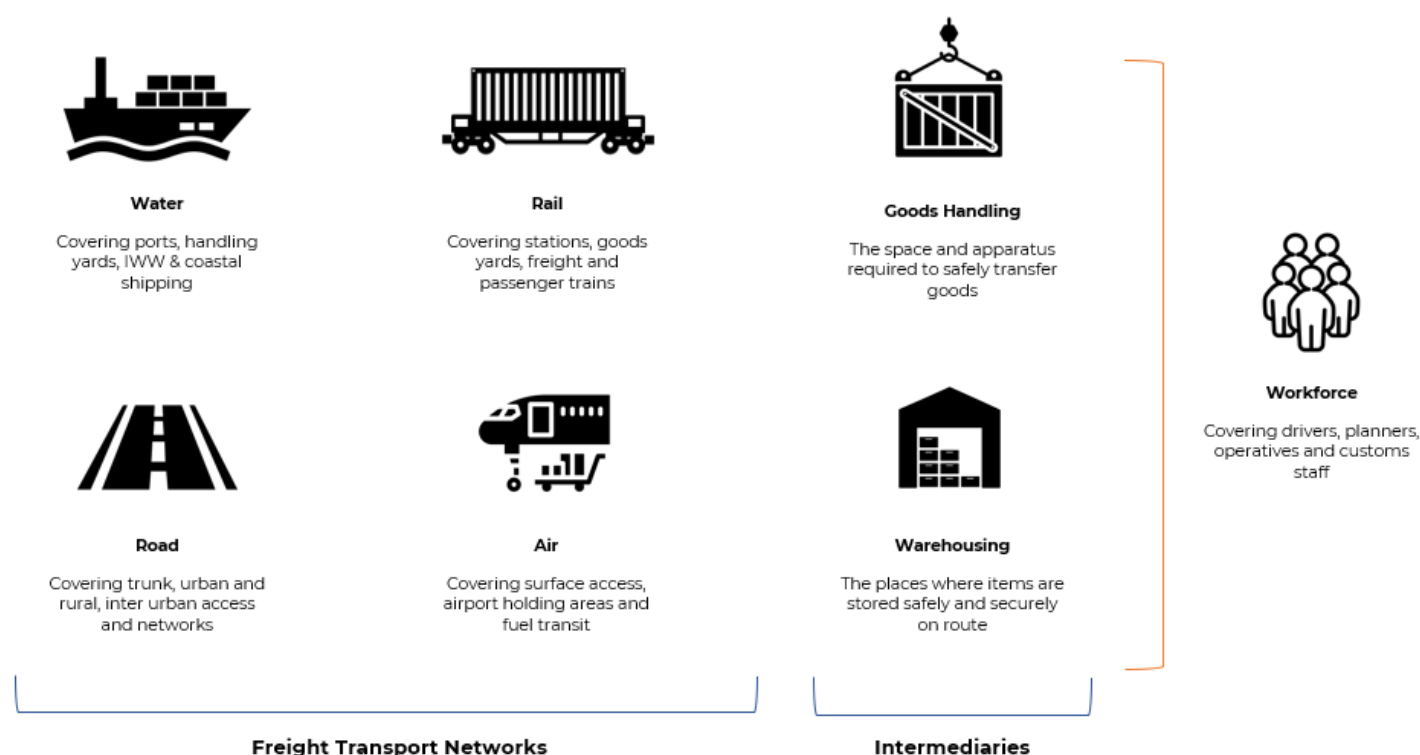 Water
Covering ports, handling
yards, IWW & coastal
shipping
Rail
Covering stations, goods
yards, freight and
passenger trains
Goods Handling
The space and apparatus
required to safely transfer
goods
Road
Covering trunk, urban and
rural, inter urban access
and networks
Air
Covering surface access,
airport holding areas and
fuel transit
Warehousing
The places where items are
stored safely and securely
on route
Workforce
Covering drivers, planners,
operatives and customs
staff
Freight Transport Networks
Intermediaries